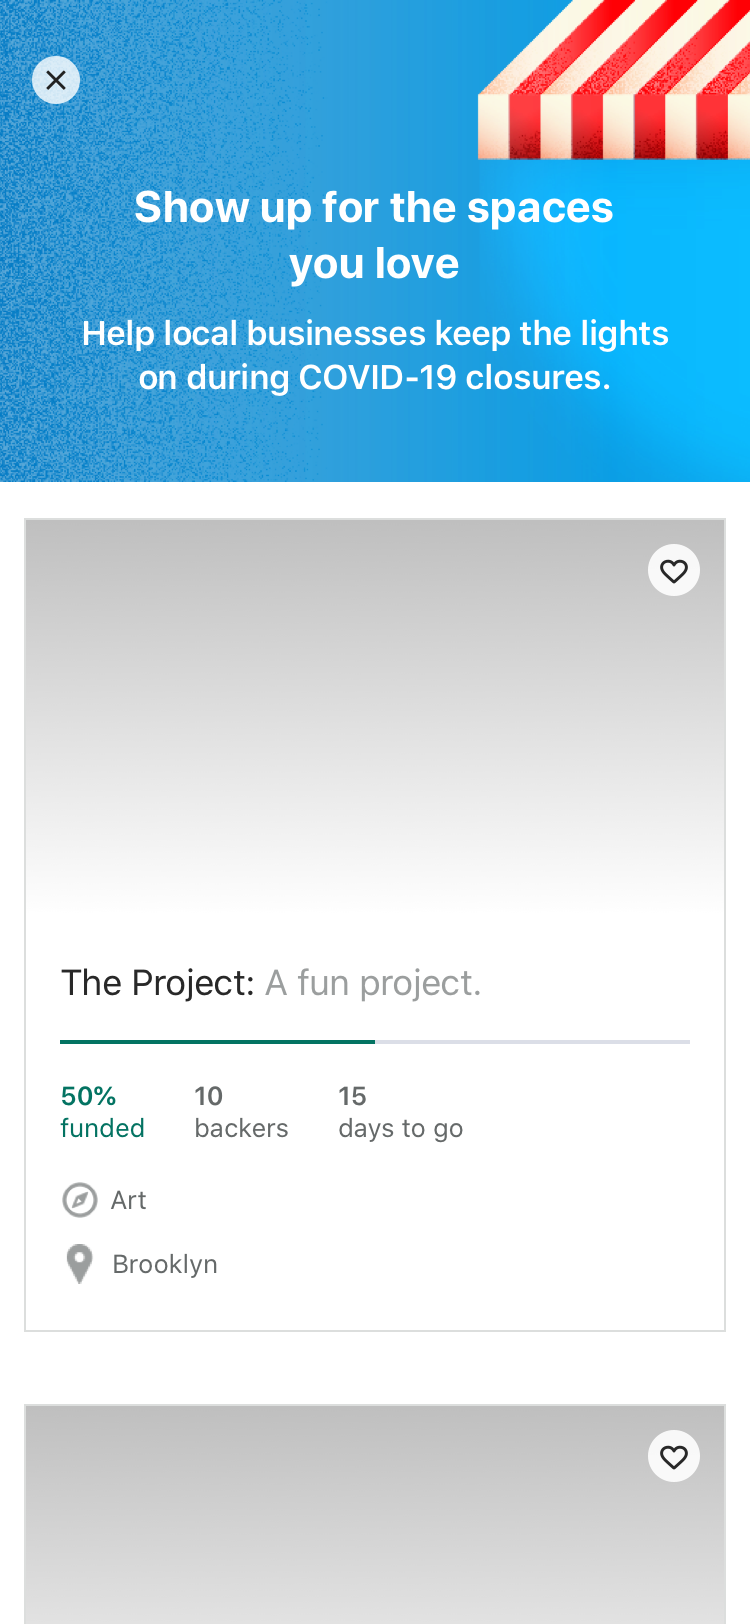 Show up for the spaces
you love
Help local businesses keep the lights
on during COVID-19 closures.
The Project: A fun project.
50% 10 15
funded backers days to go
Art
Brooklyn